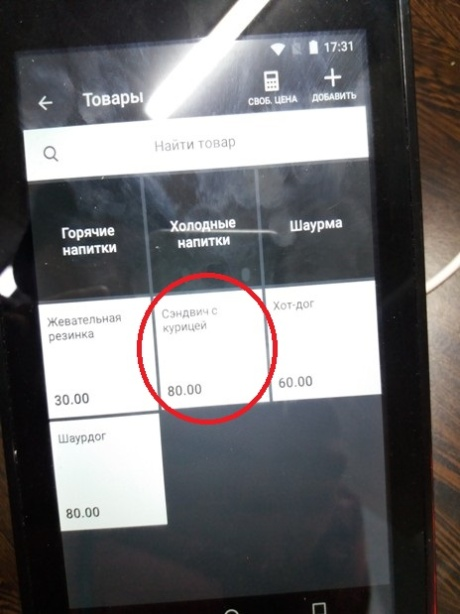 17:31
Товары
СВОБ. ЦЕНА
ДОБАВИТЬ
Найти товар
Горячие
напитки
Холодные
напитки
Шаурма
Жевательная
резинка
30.00
Сэндвич с
курицей
80.00
Хот-дог
60.00
Шаурдог
80.00